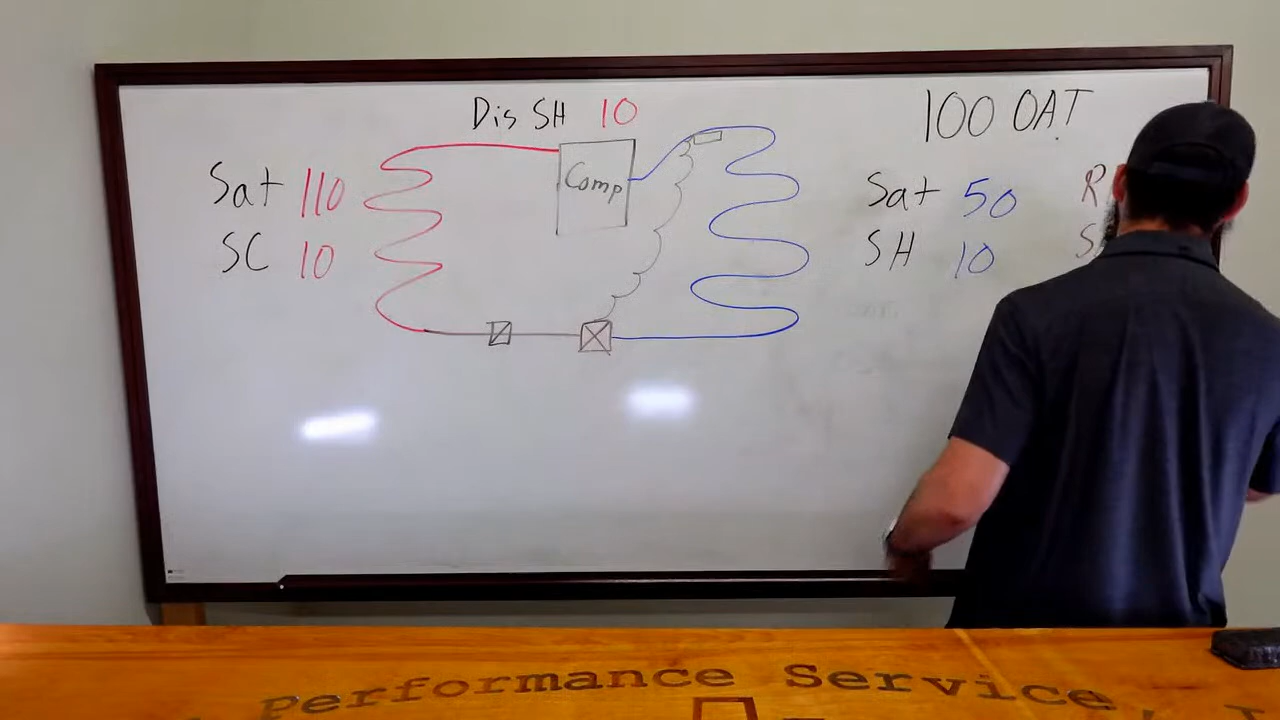 Dis SH 10
100 OAT
Sat 110
SC 10
Comp
Sat 50
SH 10
R
S
Performance Service, I